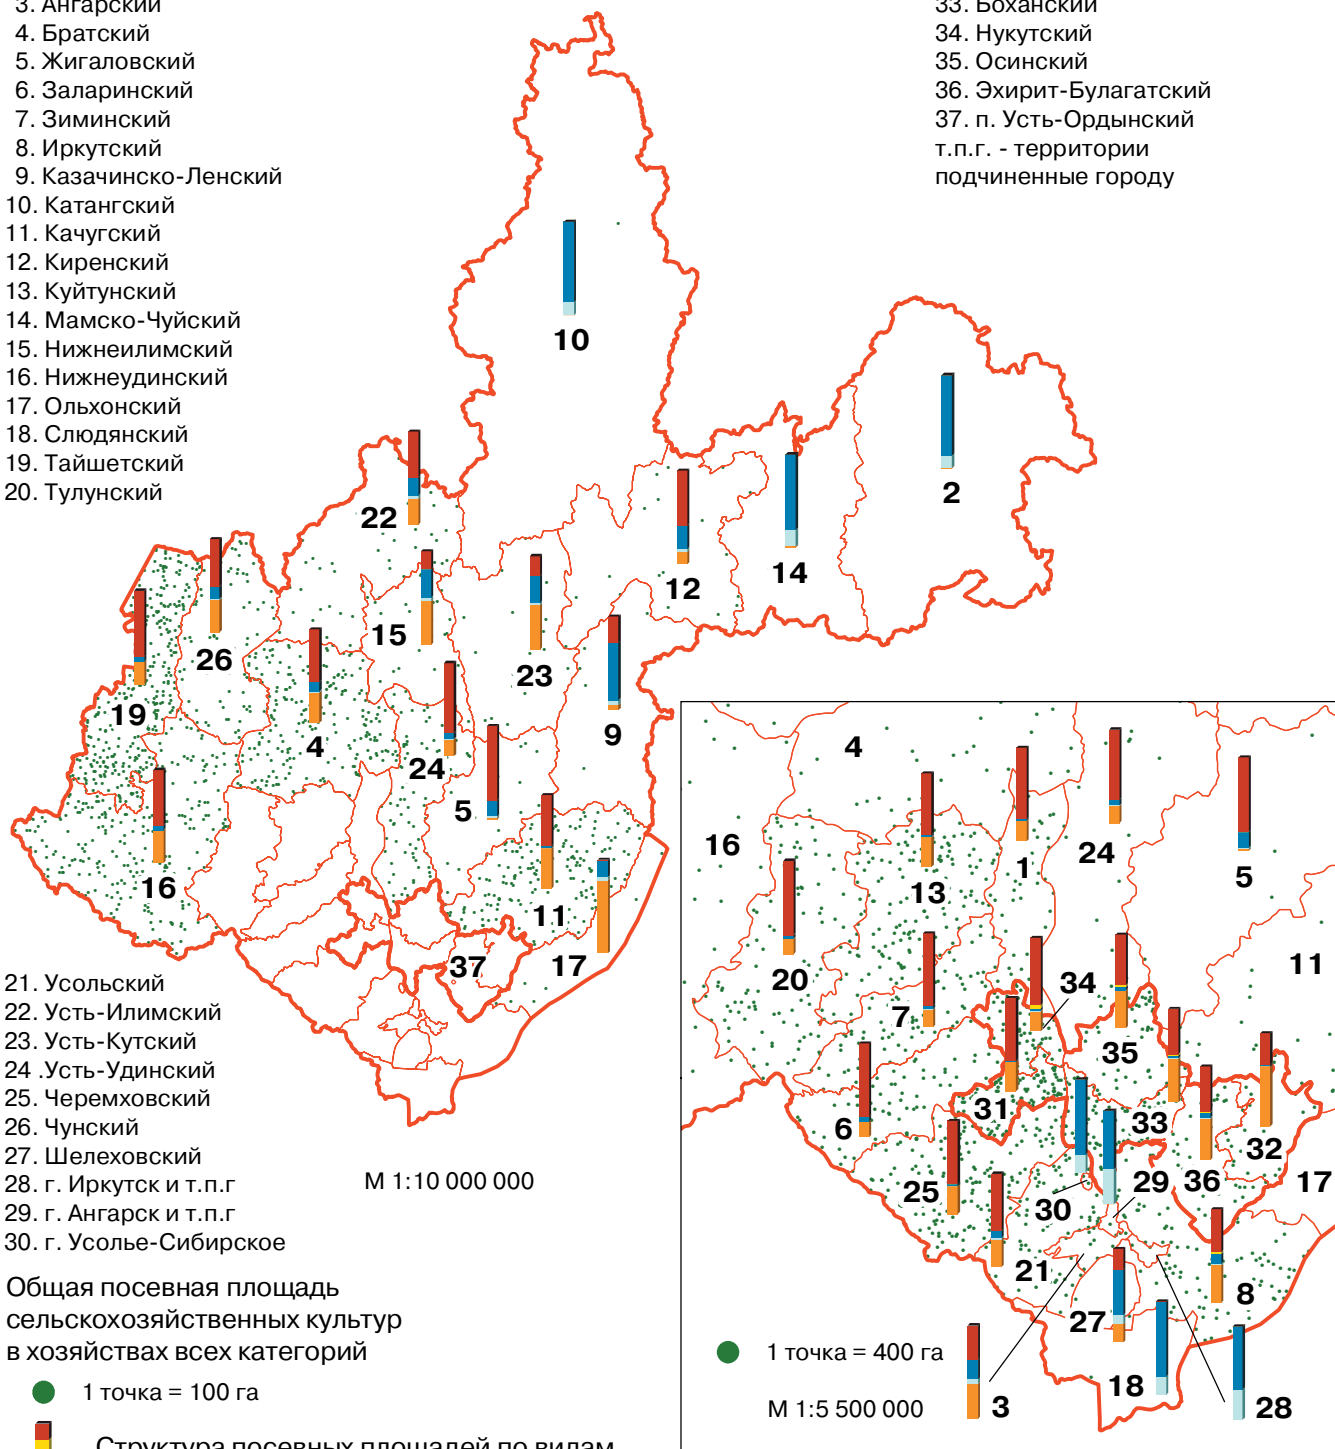 3. Ангарский
4. Братский
5. Жигаловский
6. Заларинский
7. Зиминский
8. Иркутский
9. Казачинско-Ленский
10. Катангский
11. Качугский
12. Киренский
13. Куйтунский
14. Мамско-Чуйский
15. Нижнеилимский
16. Нижнеудинский
17. Ольхонский
18. Слюдянский
19. Тайшетский
20. Тулунский
33. Боханский
34. Нукутский
35. Осинский
36. Эхирит-Булагатский
37. п. Усть-Ордынский
т.п.г. - территории
подчиненные городу
10
2
22
12
14
15
26
23
19
4
24
9
5
16
11
37
17
21. Усольский
22. Усть-Илимский
23. Усть-Кутский
24 .Усть-Удинский
25. Черемховский
26. Чунский
27. Шелеховский
28. г. Иркутск и т.п.г
29. г. Ангарск и т.п.г
30. г. Усолье-Сибирское
М 1:10 000 000
Общая посевная площадь
сельскохозяйственных культур
в хозяйствах всех категорий
1 точка = 100 га
Структура посевных площадей по видам
4
16
13
1
24
5
20
11
34
7
35
31
6
33
32
25
30
29
36
17
21
8
27
1 точка = 400 га
18
М 1:5 500 000
3
28